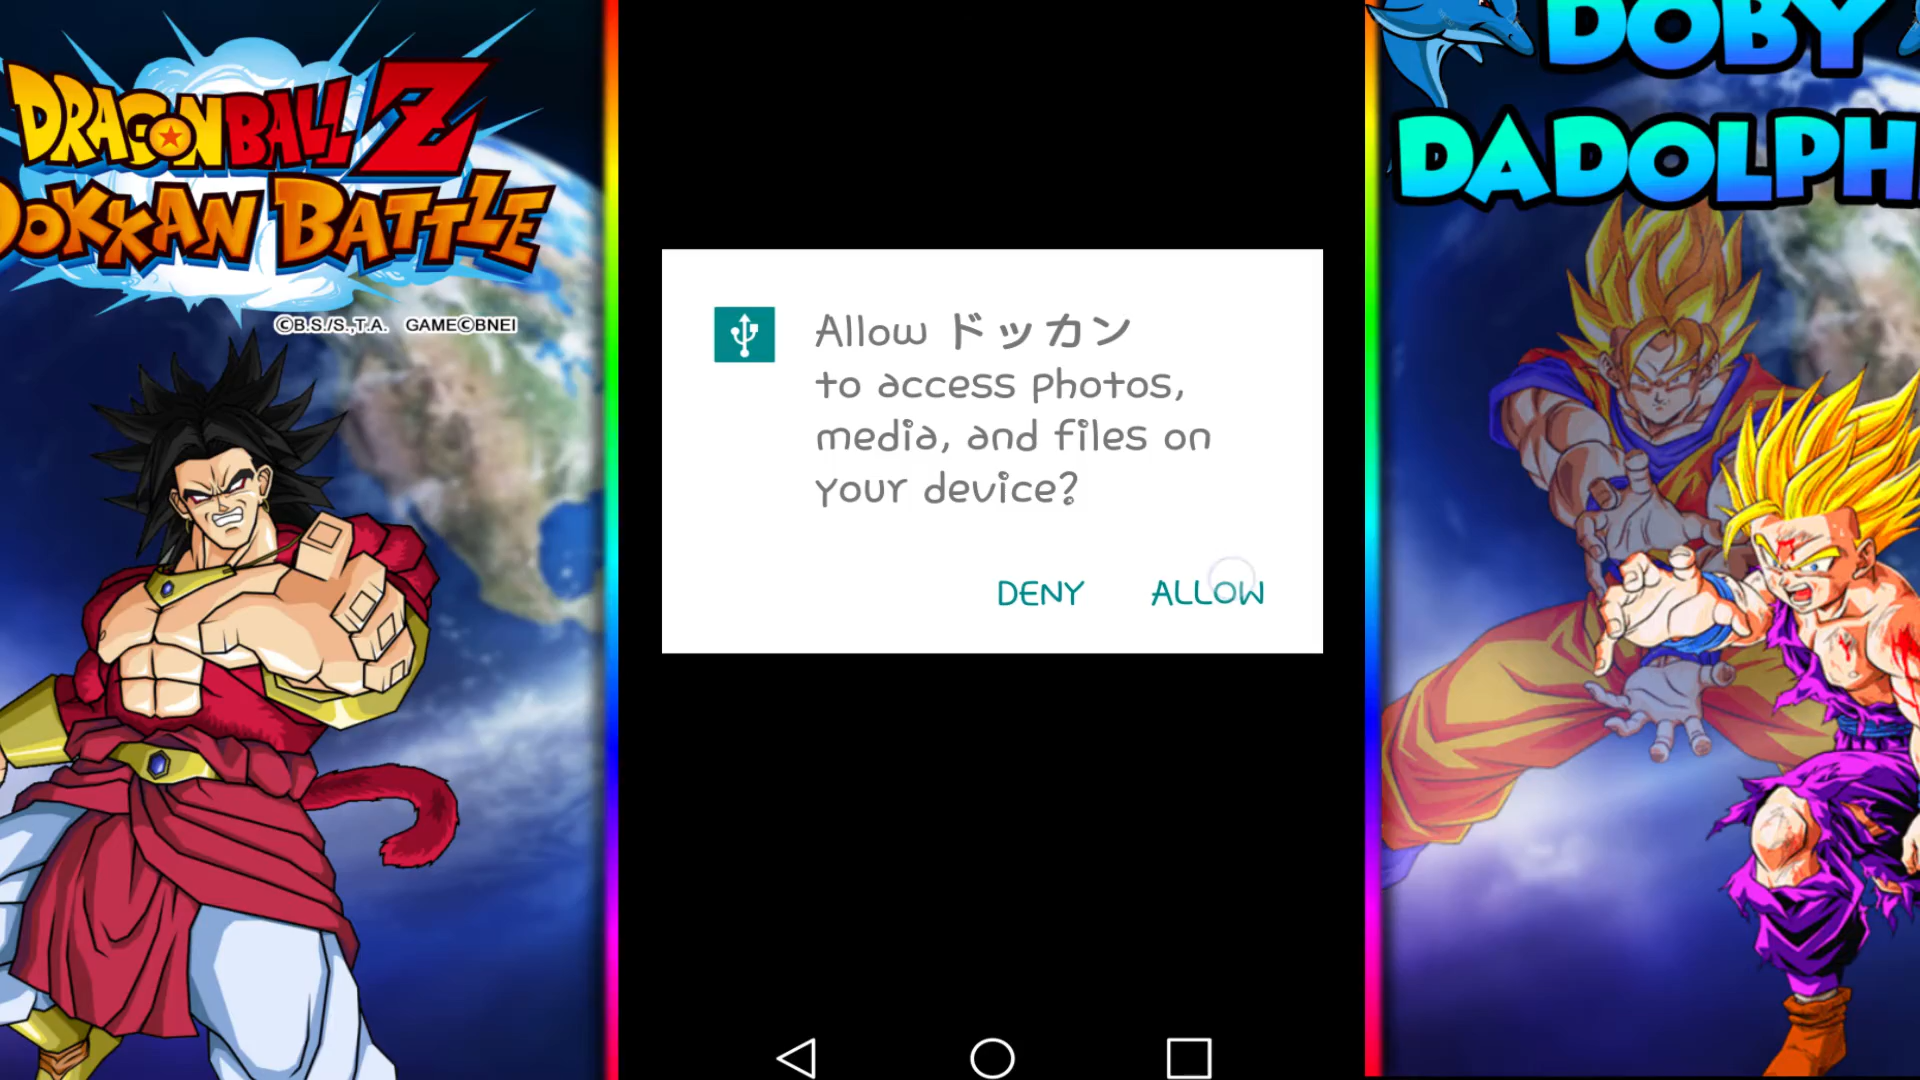 DRAGON BALL Z
DOKKAN BATTLE
©B.S./S.,T.A. GAME©BNEI
Allow ドッカン
to access photos,
media, and files on
your device?
DENY ALLOW
DOBY
DADOLPH